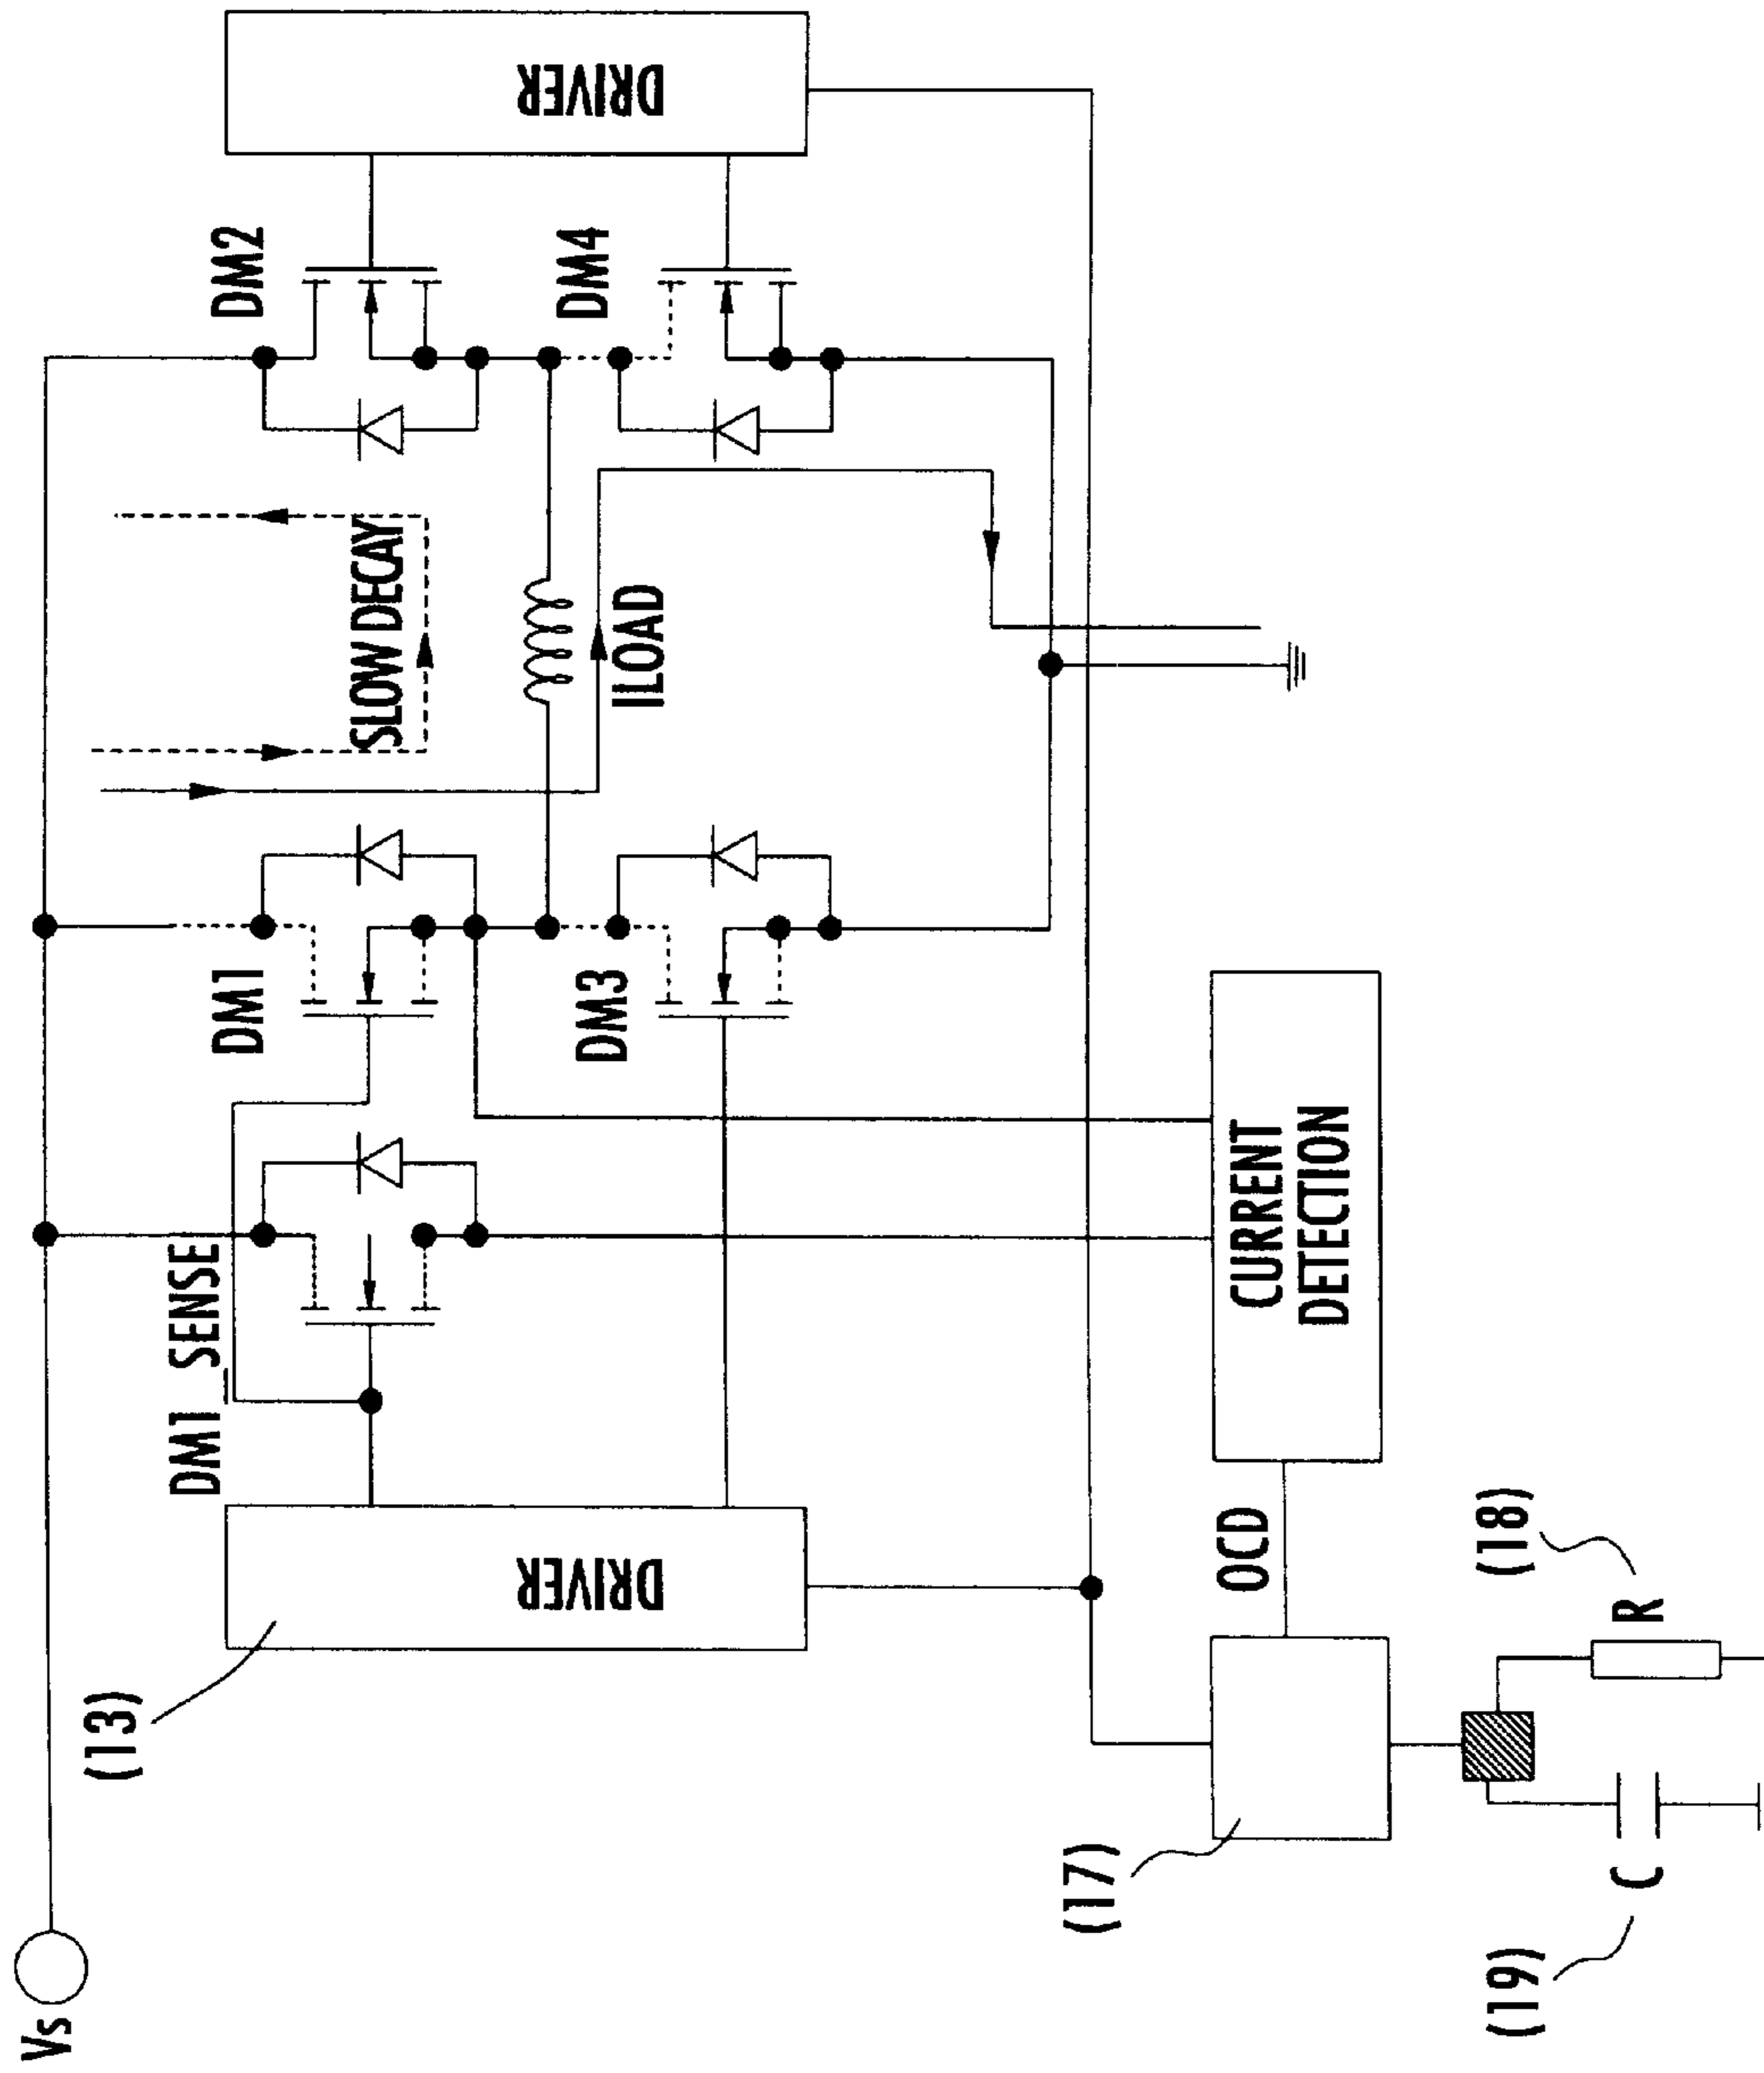 Vs
(13)
DRIVER
DM1_SENSE
DM1
DM3
SLOW DECAY
ILOAD
DM2
DM4
DRIVER
(17)
OCD
CURRENT
DETECTION
(19)
C
R
(18)